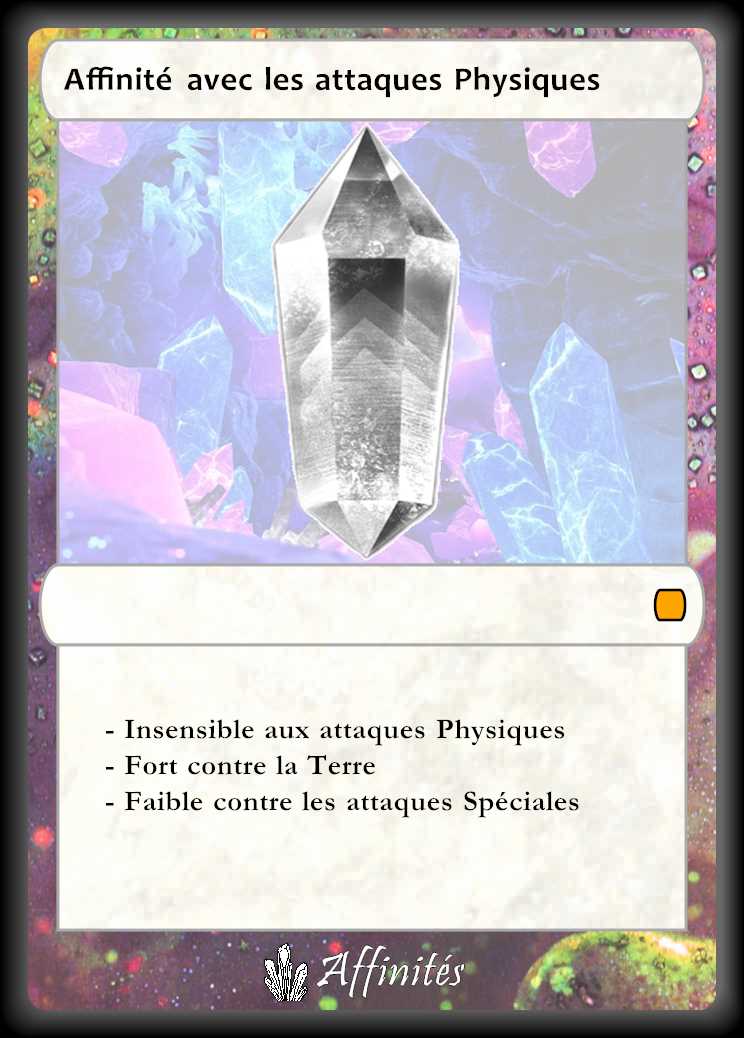 Affinité avec les attaques Physiques
- Insensible aux attaques Physiques
- Fort contre la Terre
- Faible contre les attaques Spéciales
Affinités